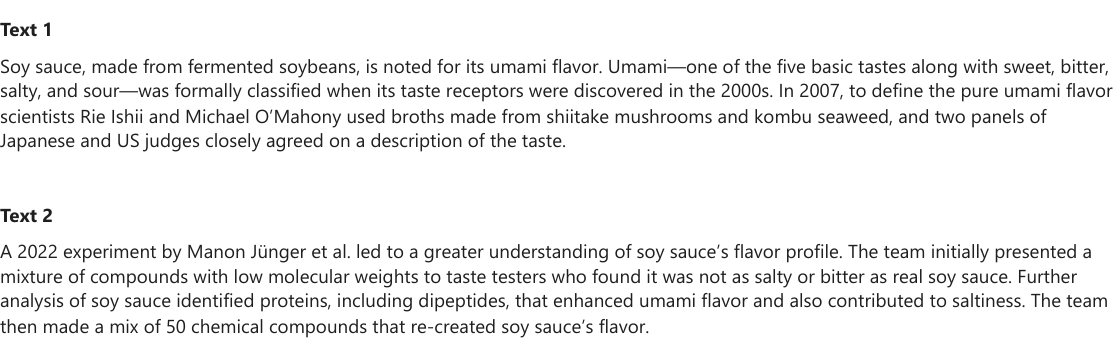 Text 1
Soy sauce, made from fermented soybeans, is noted for its umami flavor. Umami—one of the five basic tastes along with sweet, bitter,
salty, and sour—was formally classified when its taste receptors were discovered in the 2000s. In 2007, to define the pure umami flavor
scientists Rie Ishii and Michael O’Mahony used broths made from shiitake mushrooms and kombu seaweed, and two panels of
Japanese and US judges closely agreed on a description of the taste.
Text 2
A 2022 experiment by Manon Jünger et al. led to a greater understanding of soy sauce’s flavor profile. The team initially presented a
mixture of compounds with low molecular weights to taste testers who found it was not as salty or bitter as real soy sauce. Further
analysis of soy sauce identified proteins, including dipeptides, that enhanced umami flavor and also contributed to saltiness. The team
then made a mix of 50 chemical compounds that re-created soy sauce’s flavor.